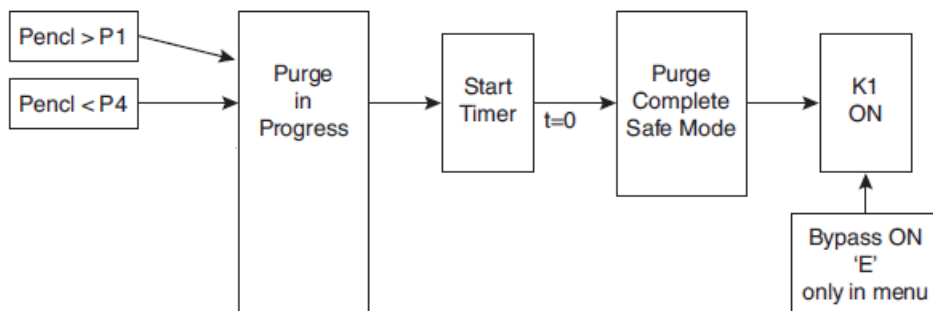 Pencl > P1
Pencl < P4
Purge
in
Progress
Start
Timer
t=0
Purge
Complete
Safe Mode
K1
ON
Bypass ON
‘E’
only in menu